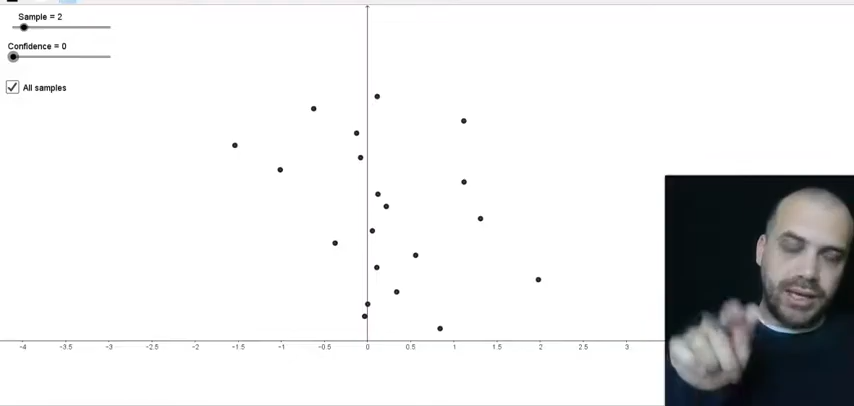 Sample = 2
Confidence = 0
All samples
-4 -3.5 -3 -2.5 -2 -1.5 -1 -0.5 0 0.5 1 1.5 2 2.5 3